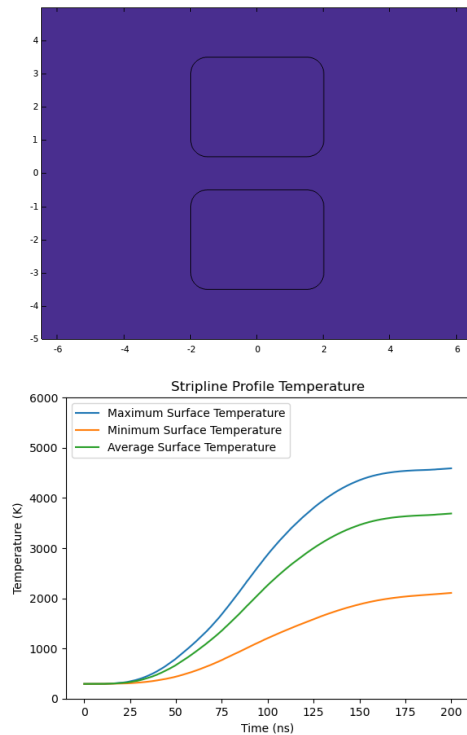 4
3
2
1
0
-1
-2
-3
-4
-5
-6 -4 -2 0 2 4 6
Stripline Profile Temperature
6000
5000
4000
3000
2000
1000
0
Temperature (K)
Maximum Surface Temperature
Minimum Surface Temperature
Average Surface Temperature
0 25 50 75 100 125 150 175 200
Time (ns)